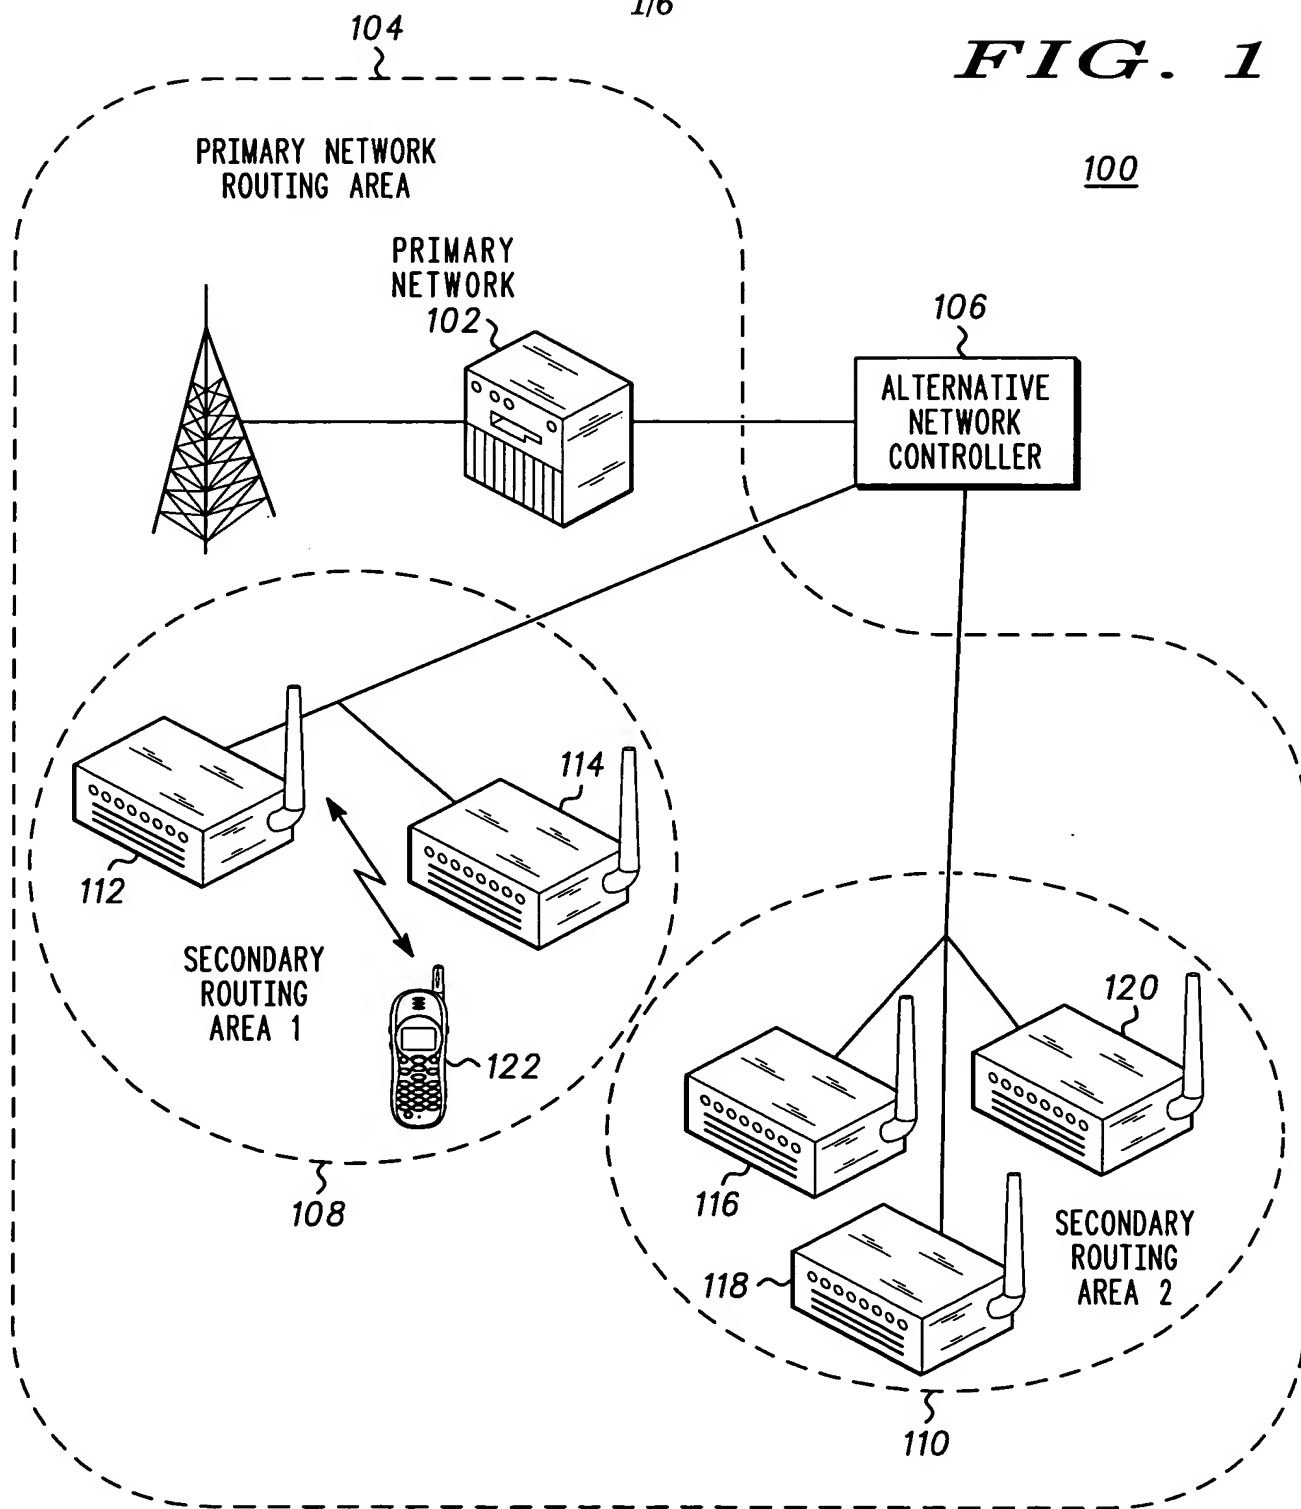 1/6
104
FIG. 1
PRIMARY NETWORK
ROUTING AREA
100
PRIMARY
NETWORK
102
106
ALTERNATIVE
NETWORK
CONTROLLER
114
112
SECONDARY
ROUTING
AREA 1
122
120
108
116
SECONDARY
ROUTING
AREA 2
118
110